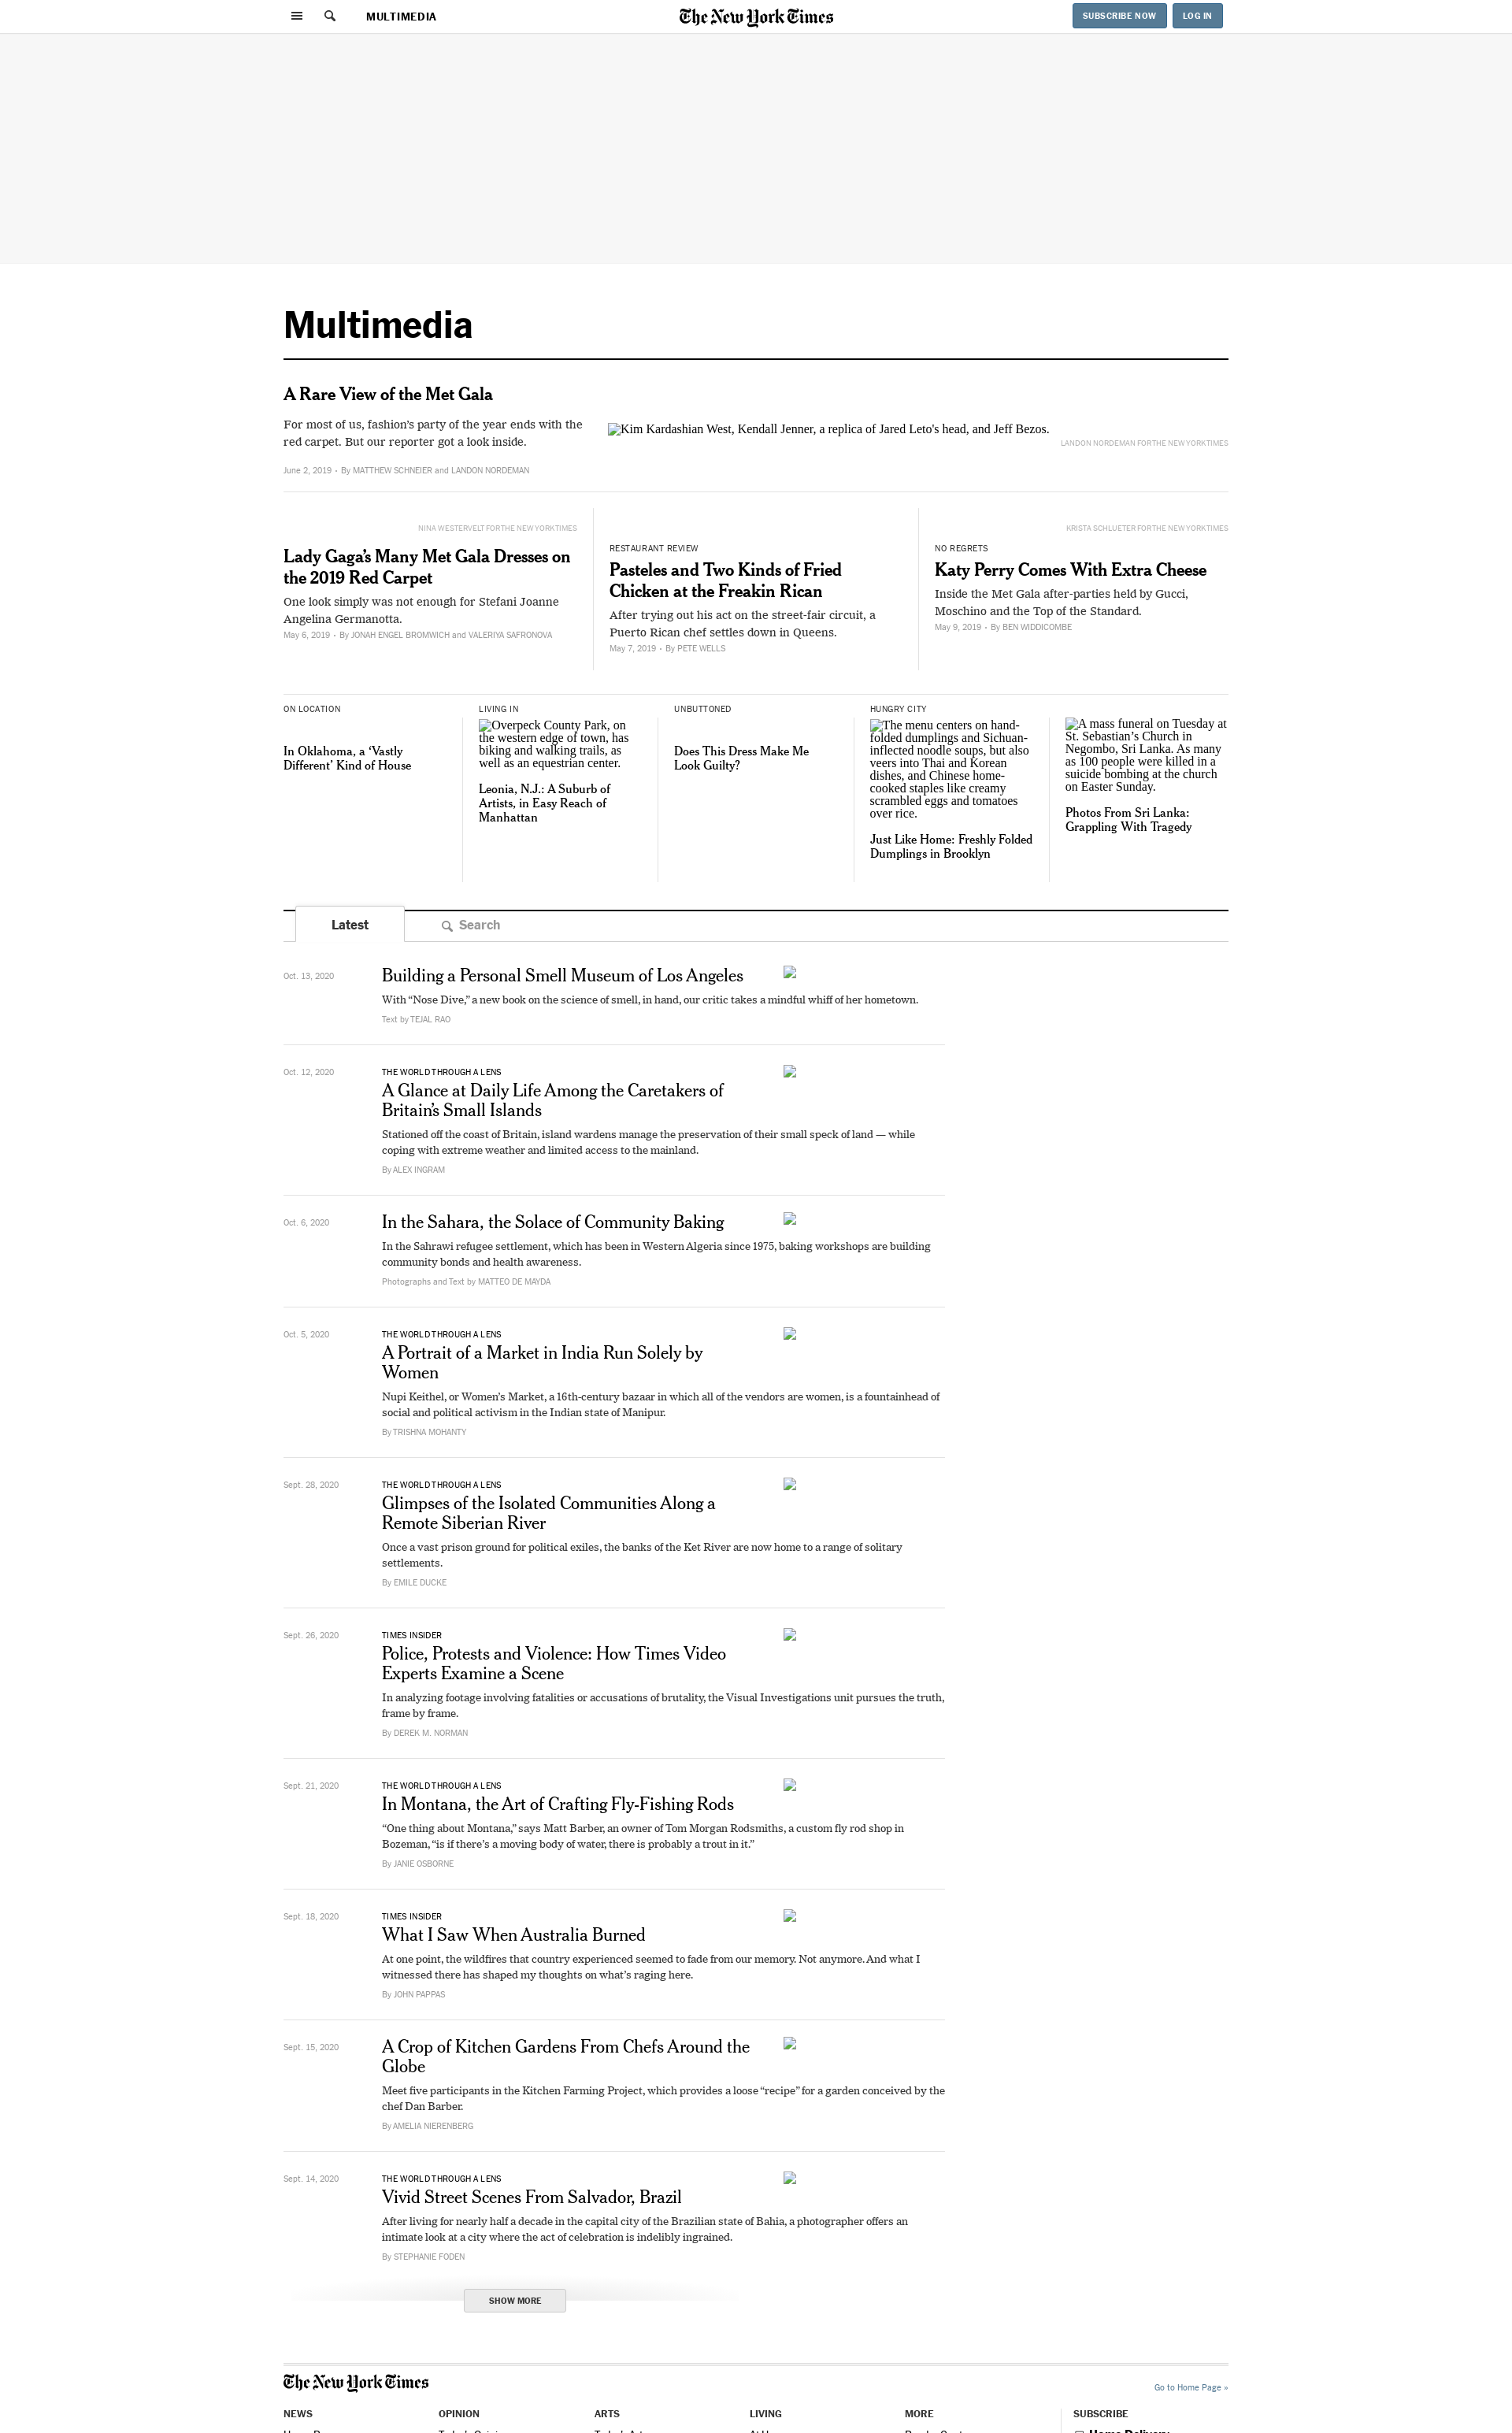 MULTIMEDIA
The New York Times
SUBSCRIBE NOW
LOG IN
Multimedia
A Rare View of the Met Gala
For most of us, fashion’s party of the year ends with the
red carpet. But our reporter got a look inside.
June 2, 2019 • By MATTHEW SCHNEIER and LANDON NORDEMAN
Kim Kardashian West, Kendall Jenner, a replica of Jared Leto's head, and Jeff Bezos.
LANDON NORDEMAN FOR THE NEW YORK TIMES
NINA WESTERVELT FOR THE NEW YORK TIMES
Lady Gaga’s Many Met Gala Dresses on
the 2019 Red Carpet
One look simply was not enough for Stefani Joanne
Angelina Germanotta.
May 6, 2019 • By JONAH ENGEL BROMWICH and VALERIYA SAFRONOVA
RESTAURANT REVIEW
Pasteles and Two Kinds of Fried
Chicken at the Freakin Rican
After trying out his act on the street-fair circuit, a
Puerto Rican chef settles down in Queens.
May 7, 2019 • By PETE WELLS
KRISTA SCHLUETER FOR THE NEW YORK TIMES
NO REGRETS
Katy Perry Comes With Extra Cheese
Inside the Met Gala after-parties held by Gucci,
Moschino and the Top of the Standard.
May 9, 2019 • By BEN WIDDICOMBE
ON LOCATION
In Oklahoma, a ‘Vastly
Different’ Kind of House
LIVING IN
Overpeck County Park, on
the western edge of town, has
biking and walking trails, as
well as an equestrian center.
Leonia, N.J.: A Suburb of
Artists, in Easy Reach of
Manhattan
UNBUTTONED
Does This Dress Make Me
Look Guilty?
HUNGRY CITY
The menu centers on hand-
folded dumplings and Sichuan-
inflected noodle soups, but also
veers into Thai and Korean
dishes, and Chinese home-
cooked staples like creamy
scrambled eggs and tomatoes
over rice.
Just Like Home: Freshly Folded
Dumplings in Brooklyn
A mass funeral on Tuesday at
St. Sebastian’s Church in
Negombo, Sri Lanka. As many
as 100 people were killed in a
suicide bombing at the church
on Easter Sunday.
Photos From Sri Lanka:
Grappling With Tragedy
Latest
Search
Oct. 13, 2020
Building a Personal Smell Museum of Los Angeles
With “Nose Dive,” a new book on the science of smell, in hand, our critic takes a mindful whiff of her hometown.
Text by TEJAL RAO
Oct. 12, 2020
THE WORLD THROUGH A LENS
A Glance at Daily Life Among the Caretakers of
Britain’s Small Islands
Stationed off the coast of Britain, island wardens manage the preservation of their small speck of land — while
coping with extreme weather and limited access to the mainland.
By ALEX INGRAM
Oct. 6, 2020
In the Sahara, the Solace of Community Baking
In the Sahrawi refugee settlement, which has been in Western Algeria since 1975, baking workshops are building
community bonds and health awareness.
Photographs and Text by MATTEO DE MAYDA
Oct. 5, 2020
THE WORLD THROUGH A LENS
A Portrait of a Market in India Run Solely by
Women
Nupi Keithel, or Women’s Market, a 16th-century bazaar in which all of the vendors are women, is a fountainhead of
social and political activism in the Indian state of Manipur.
By TRISHNA MOHANTY
Sept. 28, 2020
THE WORLD THROUGH A LENS
Glimpses of the Isolated Communities Along a
Remote Siberian River
Once a vast prison ground for political exiles, the banks of the Ket River are now home to a range of solitary
settlements.
By EMILE DUCKE
Sept. 26, 2020
TIMES INSIDER
Police, Protests and Violence: How Times Video
Experts Examine a Scene
In analyzing footage involving fatalities or accusations of brutality, the Visual Investigations unit pursues the truth,
frame by frame.
By DEREK M. NORMAN
Sept. 21, 2020
THE WORLD THROUGH A LENS
In Montana, the Art of Crafting Fly-Fishing Rods
“One thing about Montana,” says Matt Barber, an owner of Tom Morgan Rodsmiths, a custom fly rod shop in
Bozeman, “is if there’s a moving body of water, there is probably a trout in it.”
By JANIE OSBORNE
Sept. 18, 2020
TIMES INSIDER
What I Saw When Australia Burned
At one point, the wildfires that country experienced seemed to fade from our memory. Not anymore. And what I
witnessed there has shaped my thoughts on what’s raging here.
By JOHN PAPPAS
Sept. 15, 2020
A Crop of Kitchen Gardens From Chefs Around the
Globe
Meet five participants in the Kitchen Farming Project, which provides a loose “recipe” for a garden conceived by the
chef Dan Barber.
By AMELIA NIERENBERG
Sept. 14, 2020
THE WORLD THROUGH A LENS
Vivid Street Scenes From Salvador, Brazil
After living for nearly half a decade in the capital city of the Brazilian state of Bahia, a photographer offers an
intimate look at a city where the act of celebration is indelibly ingrained.
By STEPHANIE FODEN
SHOW MORE
The New York Times
Go to Home Page »
NEWS
OPINION
ARTS
LIVING
MORE
SUBSCRIBE